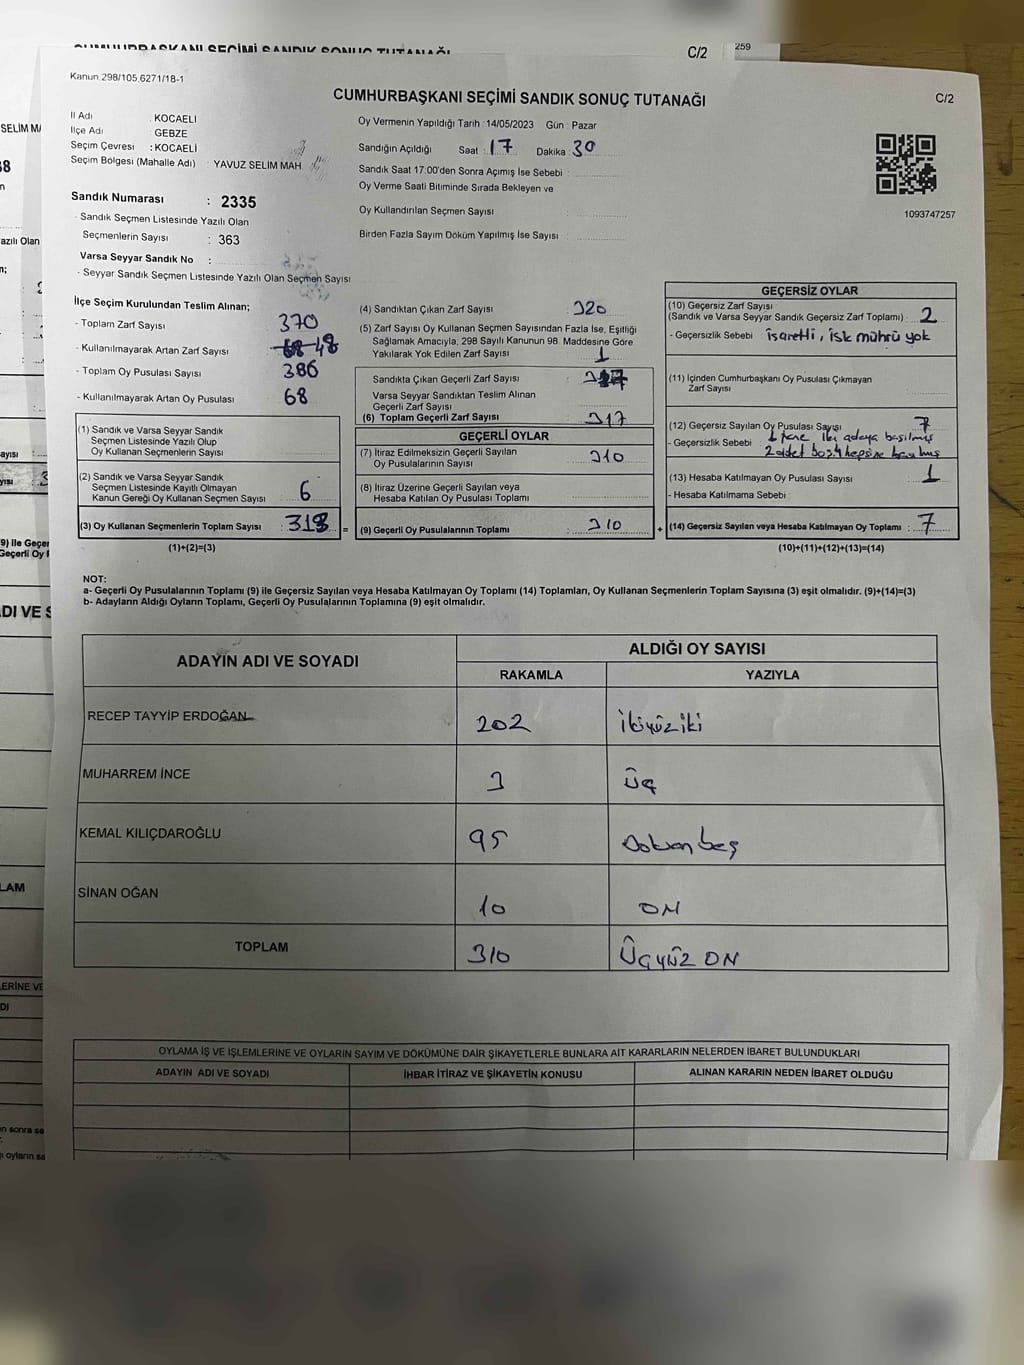 CUMHURBAŞKANI SEÇİMİ SANDIK SONUÇ TUTANAĞI
C/2
259
Kanun 298/105,6271/18-1
CUMHURBAŞKANI SEÇİMİ SANDIK SONUÇ TUTANAĞI
C/2
İl Adı : KOCAELİ
İlçe Adı : GEBZE
Seçim Çevresi : KOCAELİ
Seçim Bölgesi (Mahalle Adı) : YAVUZ SELİM MAH
Sandık Numarası : 2335
- Sandık Seçmen Listesinde Yazılı Olan
Seçmenlerin Sayısı : 363
Varsa Seyyar Sandık No :
- Seyyar Sandık Seçmen Listesinde Yazılı Olan Seçmen Sayısı
Oy Vermenin Yapıldığı Tarih : 14/05/2023 Gün : Pazar
Sandığın Açıldığı Saat : 17 Dakika : 30
Sandık Saat 17:00'den Sonra Açımış İse Sebebi :
Oy Verme Saati Bitiminde Sırada Bekleyen ve
Oy Kullandırılan Seçmen Sayısı :
Birden Fazla Sayım Döküm Yapılmış İse Sayısı :
1093747257
İlçe Seçim Kurulundan Teslim Alınan;
- Toplam Zarf Sayısı : 370
- Kullanılmayarak Artan Zarf Sayısı : 48
- Toplam Oy Pusulası Sayısı : 386
- Kullanılmayarak Artan Oy Pusulası : 68
(1) Sandık ve Varsa Seyyar Sandık
Seçmen Listesinde Yazılı Olup
Oy Kullanan Seçmenlerin Sayısı :
(2) Sandık ve Varsa Seyyar Sandık
Seçmen Listesinde Kayıtlı Olmayan
Kanun Gereği Oy Kullanan Seçmen Sayısı : 6
(3) Oy Kullanan Seçmenlerin Toplam Sayısı :
(1)+(2)=(3)
(4) Sandıktan Çıkan Zarf Sayısı : 320
(5) Zarf Sayısı Oy Kullanan Seçmen Sayısından Fazla İse, Eşitliği
Sağlamak Amacıyla, 298 Sayılı Kanunun 98. Maddesine Göre
Yakılarak Yok Edilen Zarf Sayısı : 1
Sandıkta Çıkan Geçerli Zarf Sayısı :
Varsa Seyyar Sandıktan Teslim Alınan
Geçerli Zarf Sayısı :
(6) Toplam Geçerli Zarf Sayısı : 317
GEÇERLİ OYLAR
(7) İtiraz Edilmeksizin Geçerli Sayılan
Oy Pusulalarının Sayısı : 310
(8) İtiraz Üzerine Geçerli Sayılan veya
Hesaba Katılan Oy Pusulası Toplamı :
= (9) Geçerli Oy Pusulalarının Toplamı : 310
GEÇERSİZ OYLAR
(10) Geçersiz Zarf Sayısı
(Sandık ve Varsa Seyyar Sandık Geçersiz Zarf Toplamı) : 2
- Geçersizlik Sebebi : işaretli, ilsk mührü yok
(11) İçinden Cumhurbaşkanı Oy Pusulası Çıkmayan
Zarf Sayısı :
(12) Geçersiz Sayılan Oy Pusulası Sayısı : 7
- Geçersizlik Sebebi : tane iki adaya basılmış
2 adet boş 4 hepsine basılmış
(13) Hesaba Katılmayan Oy Pusulası Sayısı : 1
- Hesaba Katılmama Sebebi :
+ (14) Geçersiz Sayılan veya Hesaba Katılmayan Oy Toplamı : 7
(10)+(11)+(12)+(13)=(14)
NOT:
a- Geçerli Oy Pusulalarının Toplamı (9) ile Geçersiz Sayılan veya Hesaba Katılmayan Oy Toplamı (14) Toplamları, Oy Kullanan Seçmenlerin Toplam Sayısına (3) eşit olmalıdır. (9)+(14)=(3)
b- Adayların Aldığı Oyların Toplamı, Geçerli Oy Pusulalarının Toplamına (9) eşit olmalıdır.
ADAYIN ADI VE SOYADI
ALDIĞI OY SAYISI
RAKAMLA YAZIYLA
RECEP TAYYİP ERDOĞAN 202 ikiyüziki
MUHARREM İNCE 3 üç
KEMAL KILIÇDAROĞLU 95 Doksan beş
SİNAN OĞAN 10 ON
TOPLAM 310 ÜÇYÜZ ON
OYLAMA İŞ VE İŞLEMLERİNE VE OYLARIN SAYIM VE DÖKÜMÜNE DAİR ŞİKAYETLERLE BUNLARA AİT KARARLARIN NELERDEN İBARET BULUNDUKLARI
ADAYIN ADI VE SOYADI İHBAR İTİRAZ VE ŞİKAYETİN KONUSU ALINAN KARARIN NEDEN İBARET OLDUĞU